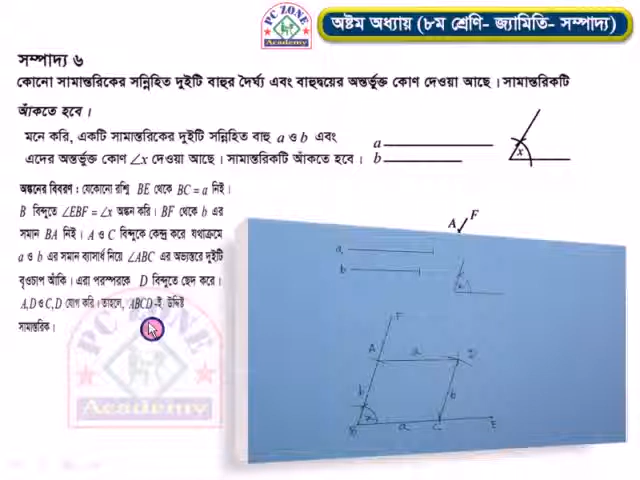 PC ZONE
Academy
অষ্টম অধ্যায় (৮ম শ্রেণি- জ্যামিতি- সম্পাদ্য)
সম্পাদ্য ৬
কোনো সামান্তরিকের সন্নিহিত দুইটি বাহুর দৈর্ঘ্য এবং বাহুদ্বয়ের অন্তর্ভুক্ত কোণ দেওয়া আছে। সামান্তরিকটি
আঁকতে হবে।
মনে করি, একটি সামান্তরিকের দুইটি সন্নিহিত বাহু a ও b এবং
এদের অন্তর্ভুক্ত কোণ ∠x দেওয়া আছে। সামান্তরিকটি আঁকতে হবে।
a
b
x
অঙ্কনের বিবরণ : যেকোনো রশ্মি BE থেকে BC = a নিই।
B বিন্দুতে ∠EBF = ∠x অঙ্কন করি। BF থেকে b এর
সমান BA নিই। A ও C বিন্দুকে কেন্দ্র করে যথাক্রমে
a ও b এর সমান ব্যাসার্ধ নিয়ে ∠ABC এর অভ্যন্তরে দুইটি
বৃত্তচাপ আঁকি। এরা পরস্পরকে D বিন্দুতে ছেদ করে।
A,D ও C,D যোগ করি। তাহলে, ABCD-ই উদ্দিষ্ট
সামান্তরিক।
PC ZONE
Academy
A F
a
b
x
F
A a D
b b
x
B a C E